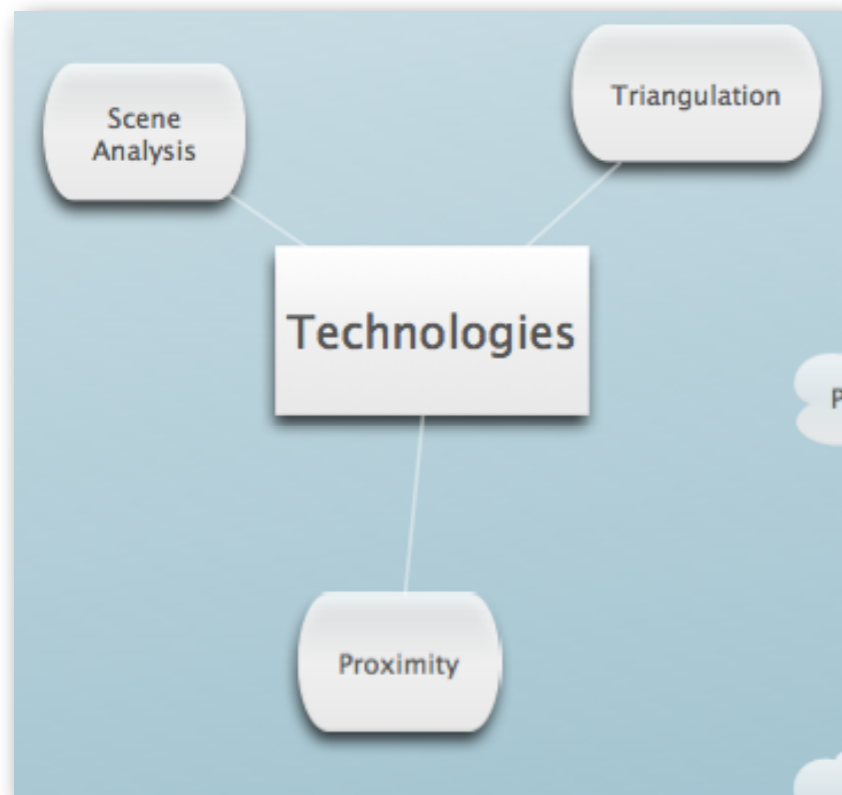 Triangulation
Scene
Analysis
Technologies
Proximity